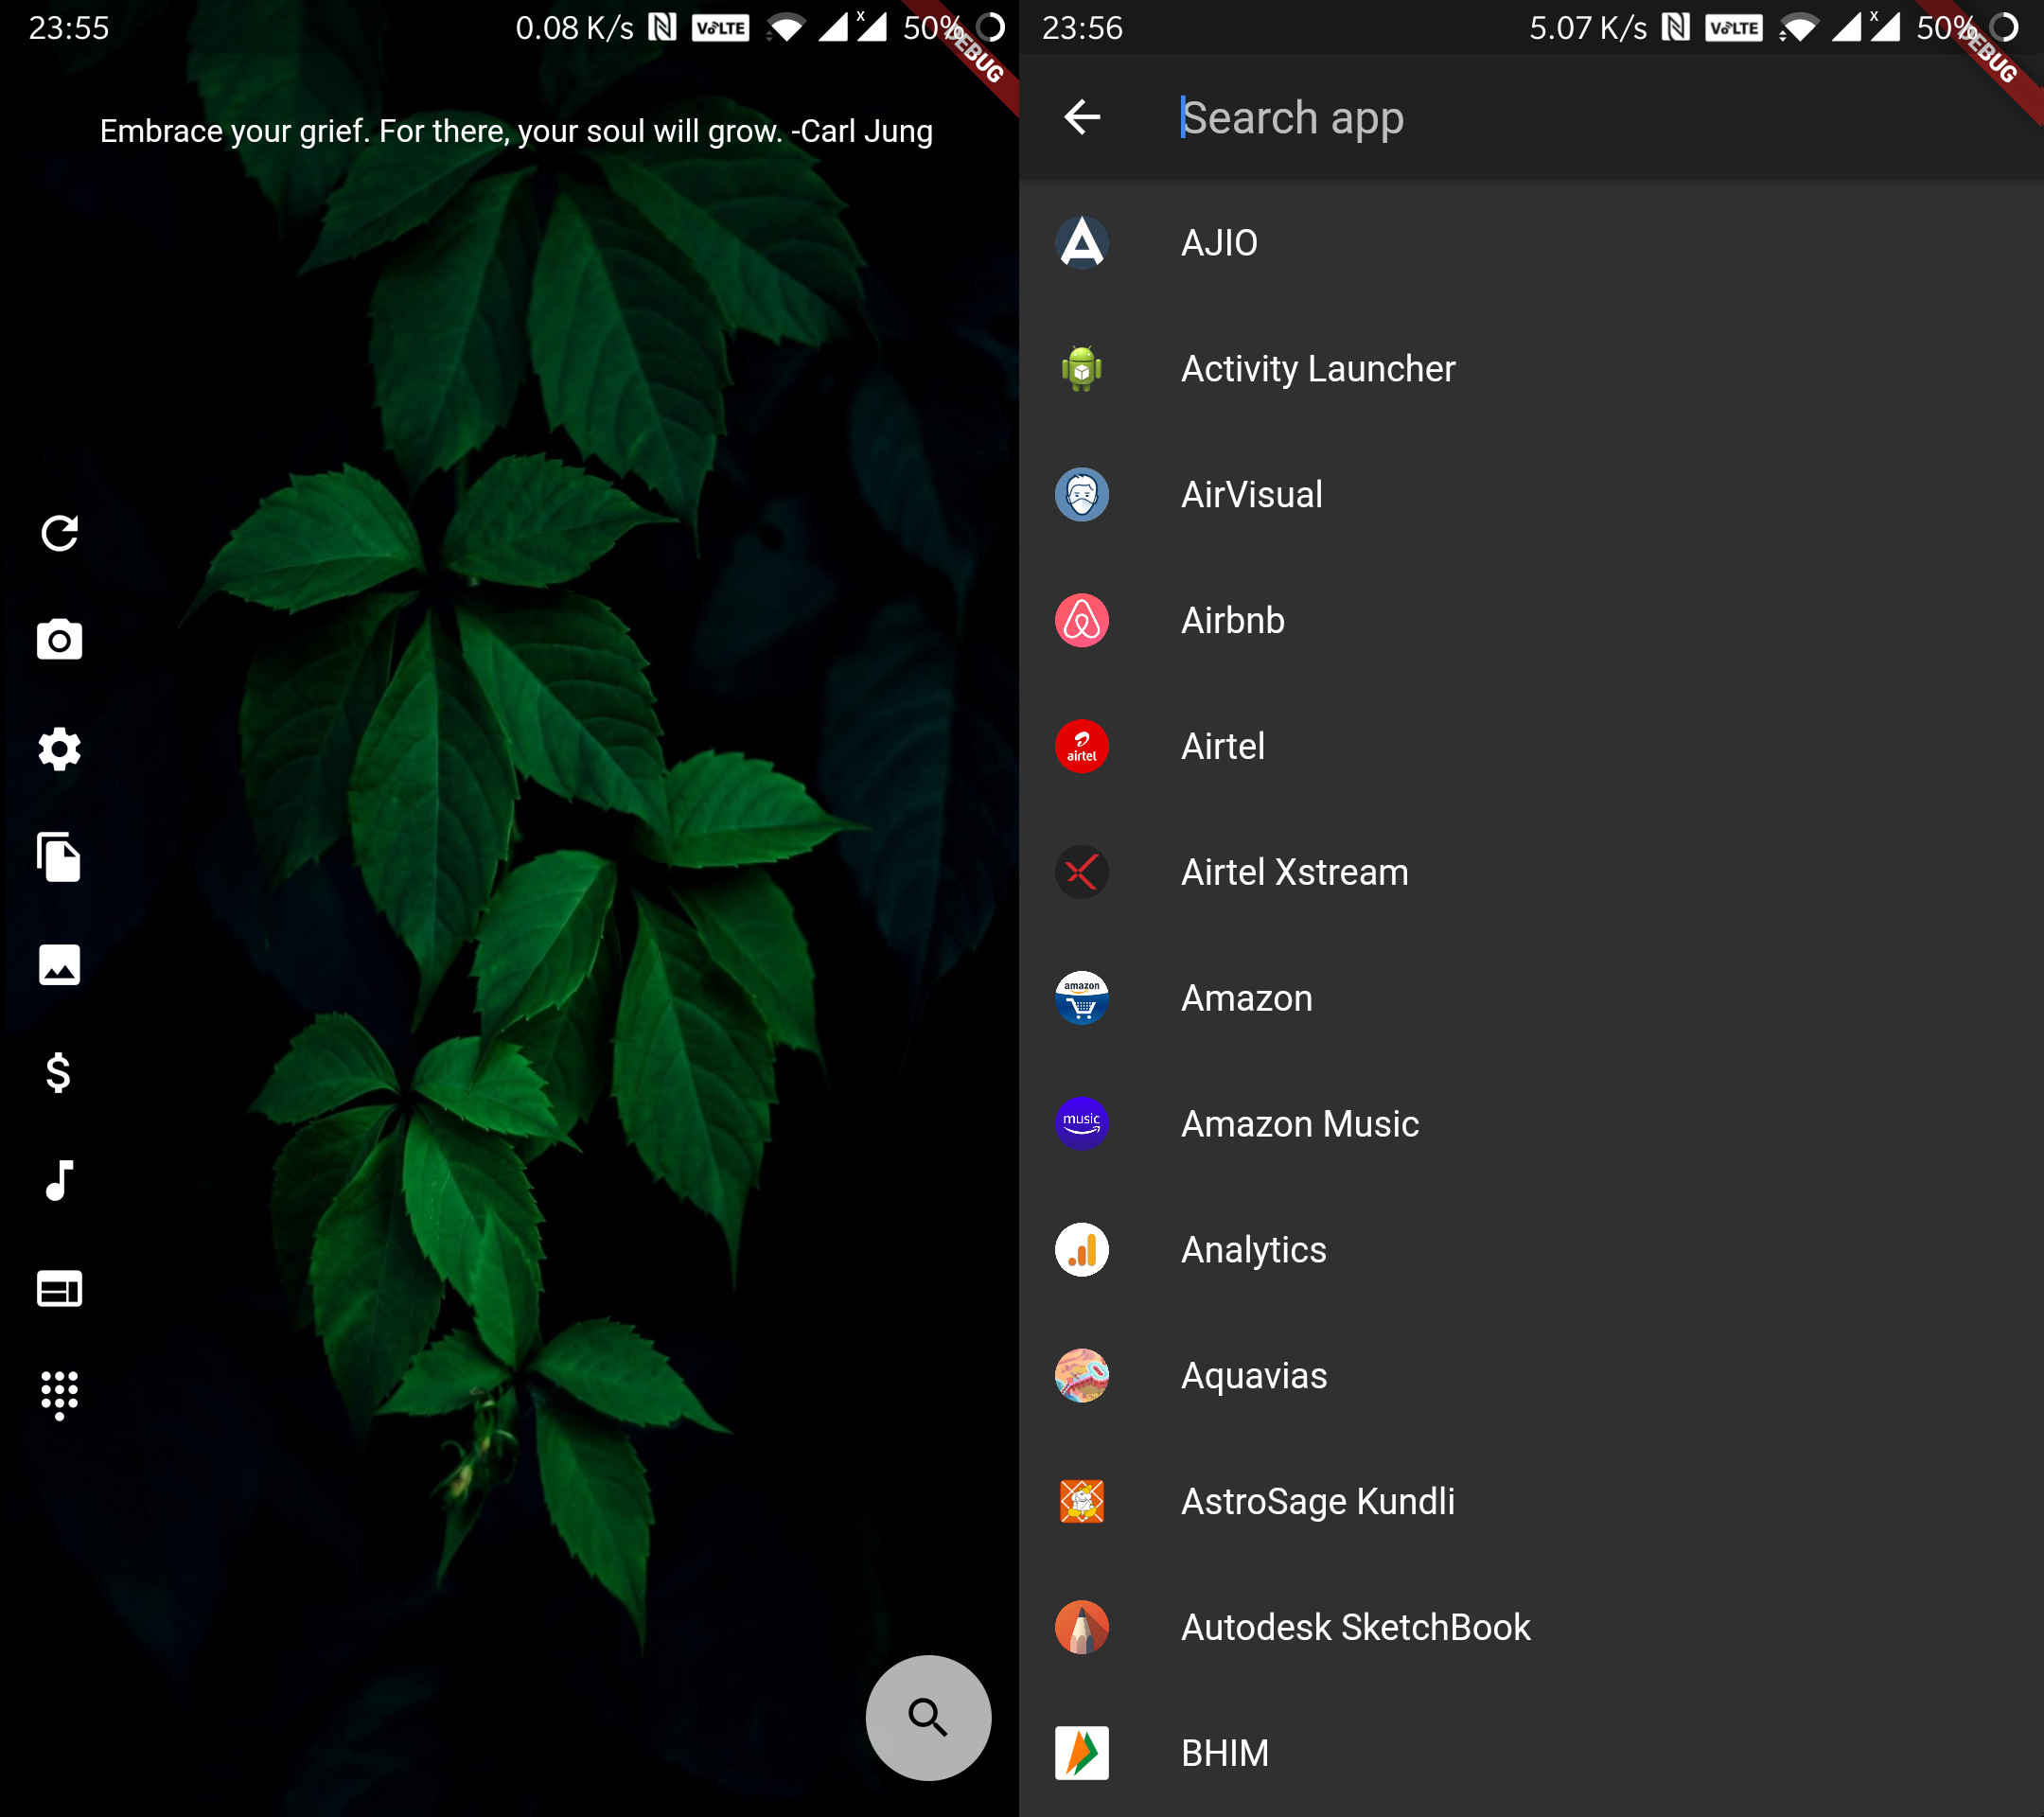 23:55
0.08 K/s
VoLTE
50%
DEBUG
Embrace your grief. For there, your soul will grow. -Carl Jung
23:56
5.07 K/s
VoLTE
50%
DEBUG
Search app
AJIO
Activity Launcher
AirVisual
Airbnb
airtel
Airtel
Airtel Xstream
amazon
Amazon
music
Amazon Music
Analytics
Aquavias
AstroSage Kundli
Autodesk SketchBook
BHIM